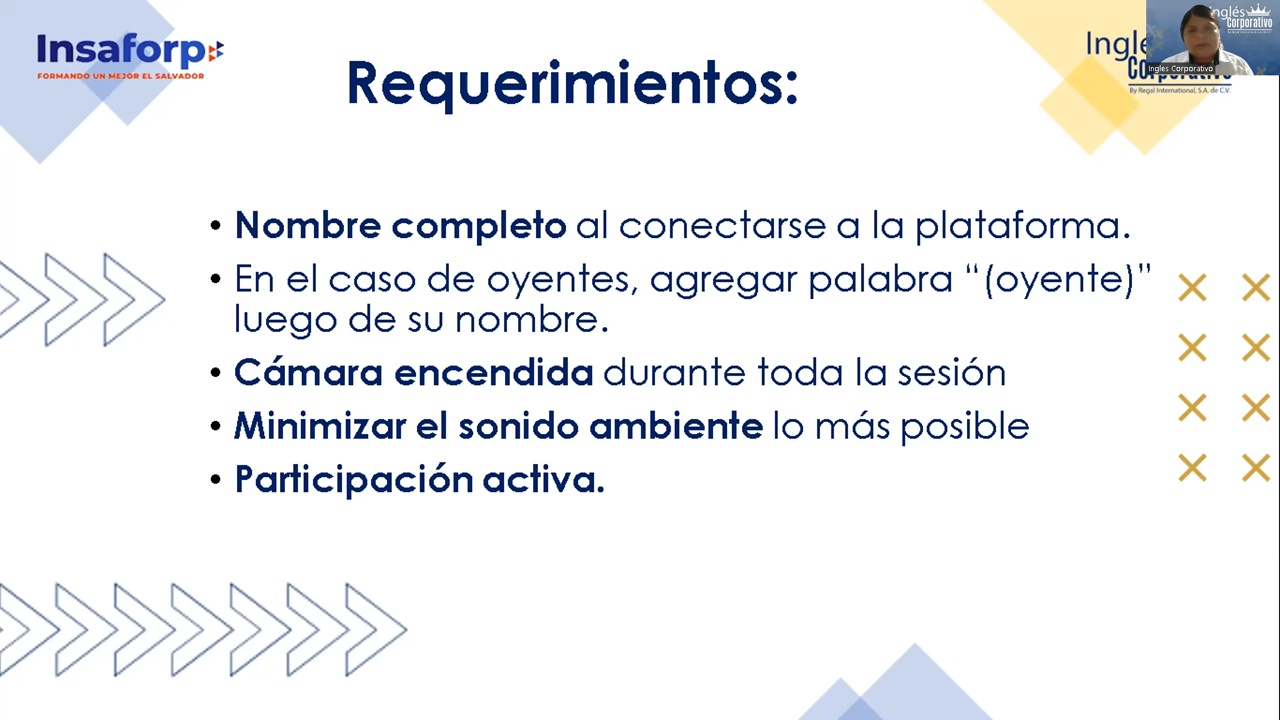 Insaforp
FORMANDO UN MEJOR EL SALVADOR
Requerimientos:
Inglés
Corporativo
Ingles Corporativo
By Regal International, S.A. de C.V.
• Nombre completo al conectarse a la plataforma.
• En el caso de oyentes, agregar palabra “(oyente)”
luego de su nombre.
• Cámara encendida durante toda la sesión
• Minimizar el sonido ambiente lo más posible
• Participación activa.